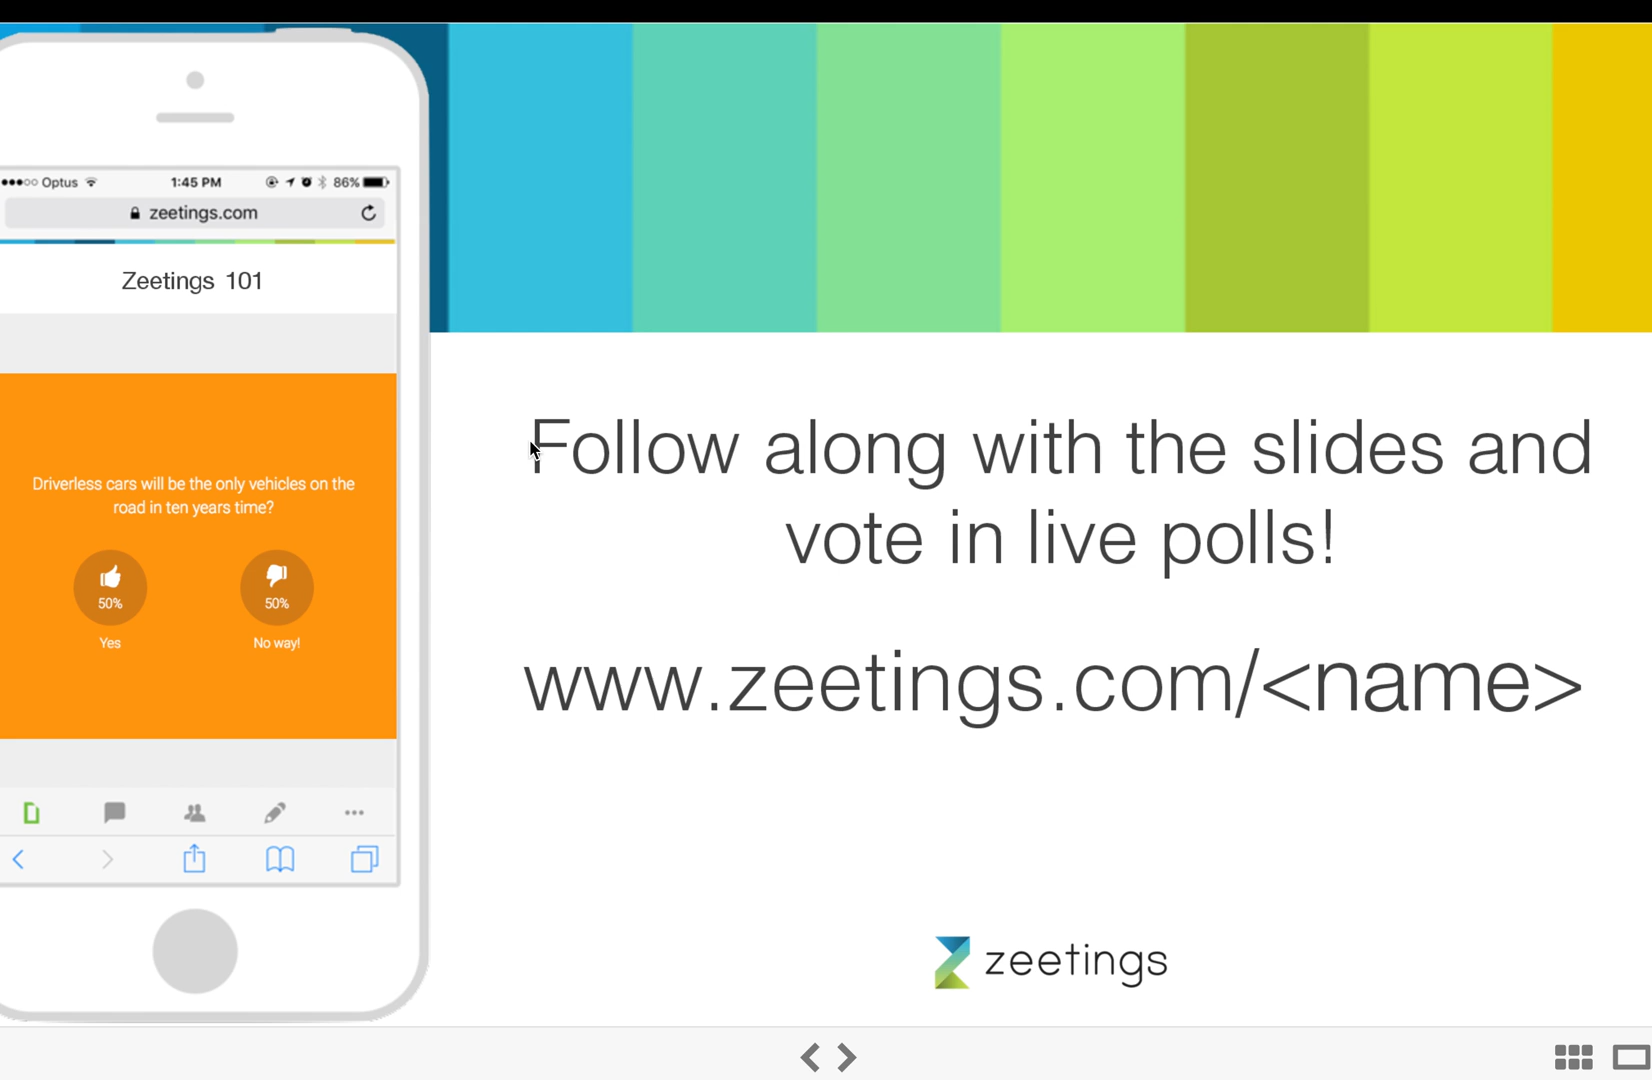 Optus
1:45 PM
86%
zeetings.com
Zeetings 101
Driverless cars will be the only vehicles on the
road in ten years time?
50%
50%
Yes
No way!
Follow along with the slides and
vote in live polls!
www.zeetings.com/<name>
zeetings